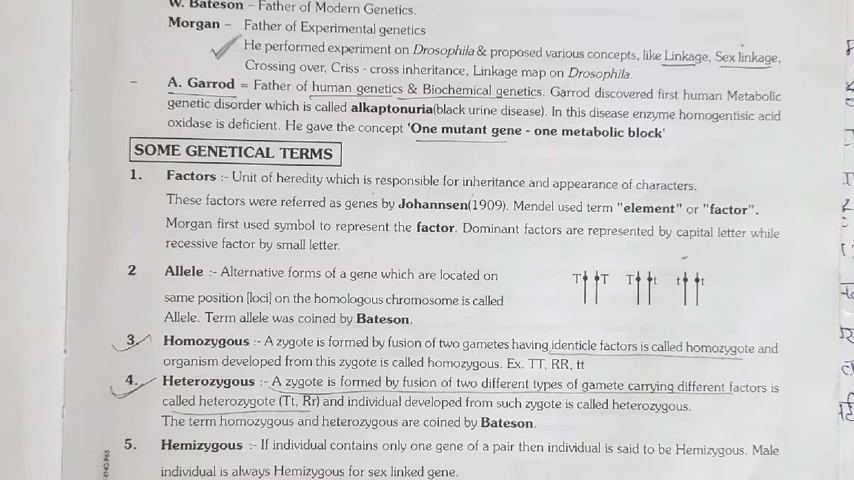 W. Bateson – Father of Modern Genetics.
Morgan – Father of Experimental genetics
He performed experiment on Drosophila & proposed various concepts, like Linkage, Sex linkage,
Crossing over, Criss - cross inheritance, Linkage map on Drosophila.
– A. Garrod = Father of human genetics & Biochemical genetics. Garrod discovered first human Metabolic
genetic disorder which is called alkaptonuria(black urine disease). In this disease enzyme homogentisic acid
oxidase is deficient. He gave the concept 'One mutant gene - one metabolic block'
SOME GENETICAL TERMS
1. Factors :- Unit of heredity which is responsible for inheritance and appearance of characters.
These factors were referred as genes by Johannsen(1909). Mendel used term "element" or "factor".
Morgan first used symbol to represent the factor. Dominant factors are represented by capital letter while
recessive factor by small letter.
2 Allele :- Alternative forms of a gene which are located on
same position [loci] on the homologous chromosome is called
Allele. Term allele was coined by Bateson.
T T T t t t
3. Homozygous :- A zygote is formed by fusion of two gametes having identicle factors is called homozygote and
organism developed from this zygote is called homozygous. Ex. TT, RR, tt
4. Heterozygous :- A zygote is formed by fusion of two different types of gamete carrying different factors is
called heterozygote (Tt, Rr) and individual developed from such zygote is called heterozygous.
The term homozygous and heterozygous are coined by Bateson.
5. Hemizygous :- If individual contains only one gene of a pair then individual is said to be Hemizygous. Male
individual is always Hemizygous for sex linked gene.